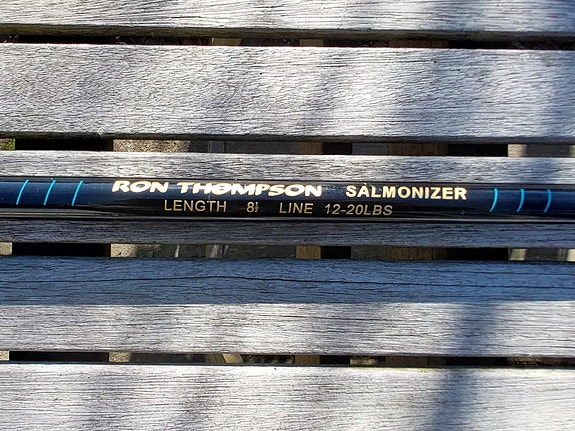 RON THOMPSON SALMONIZER
LENGTH 8½ LINE 12-20LBS